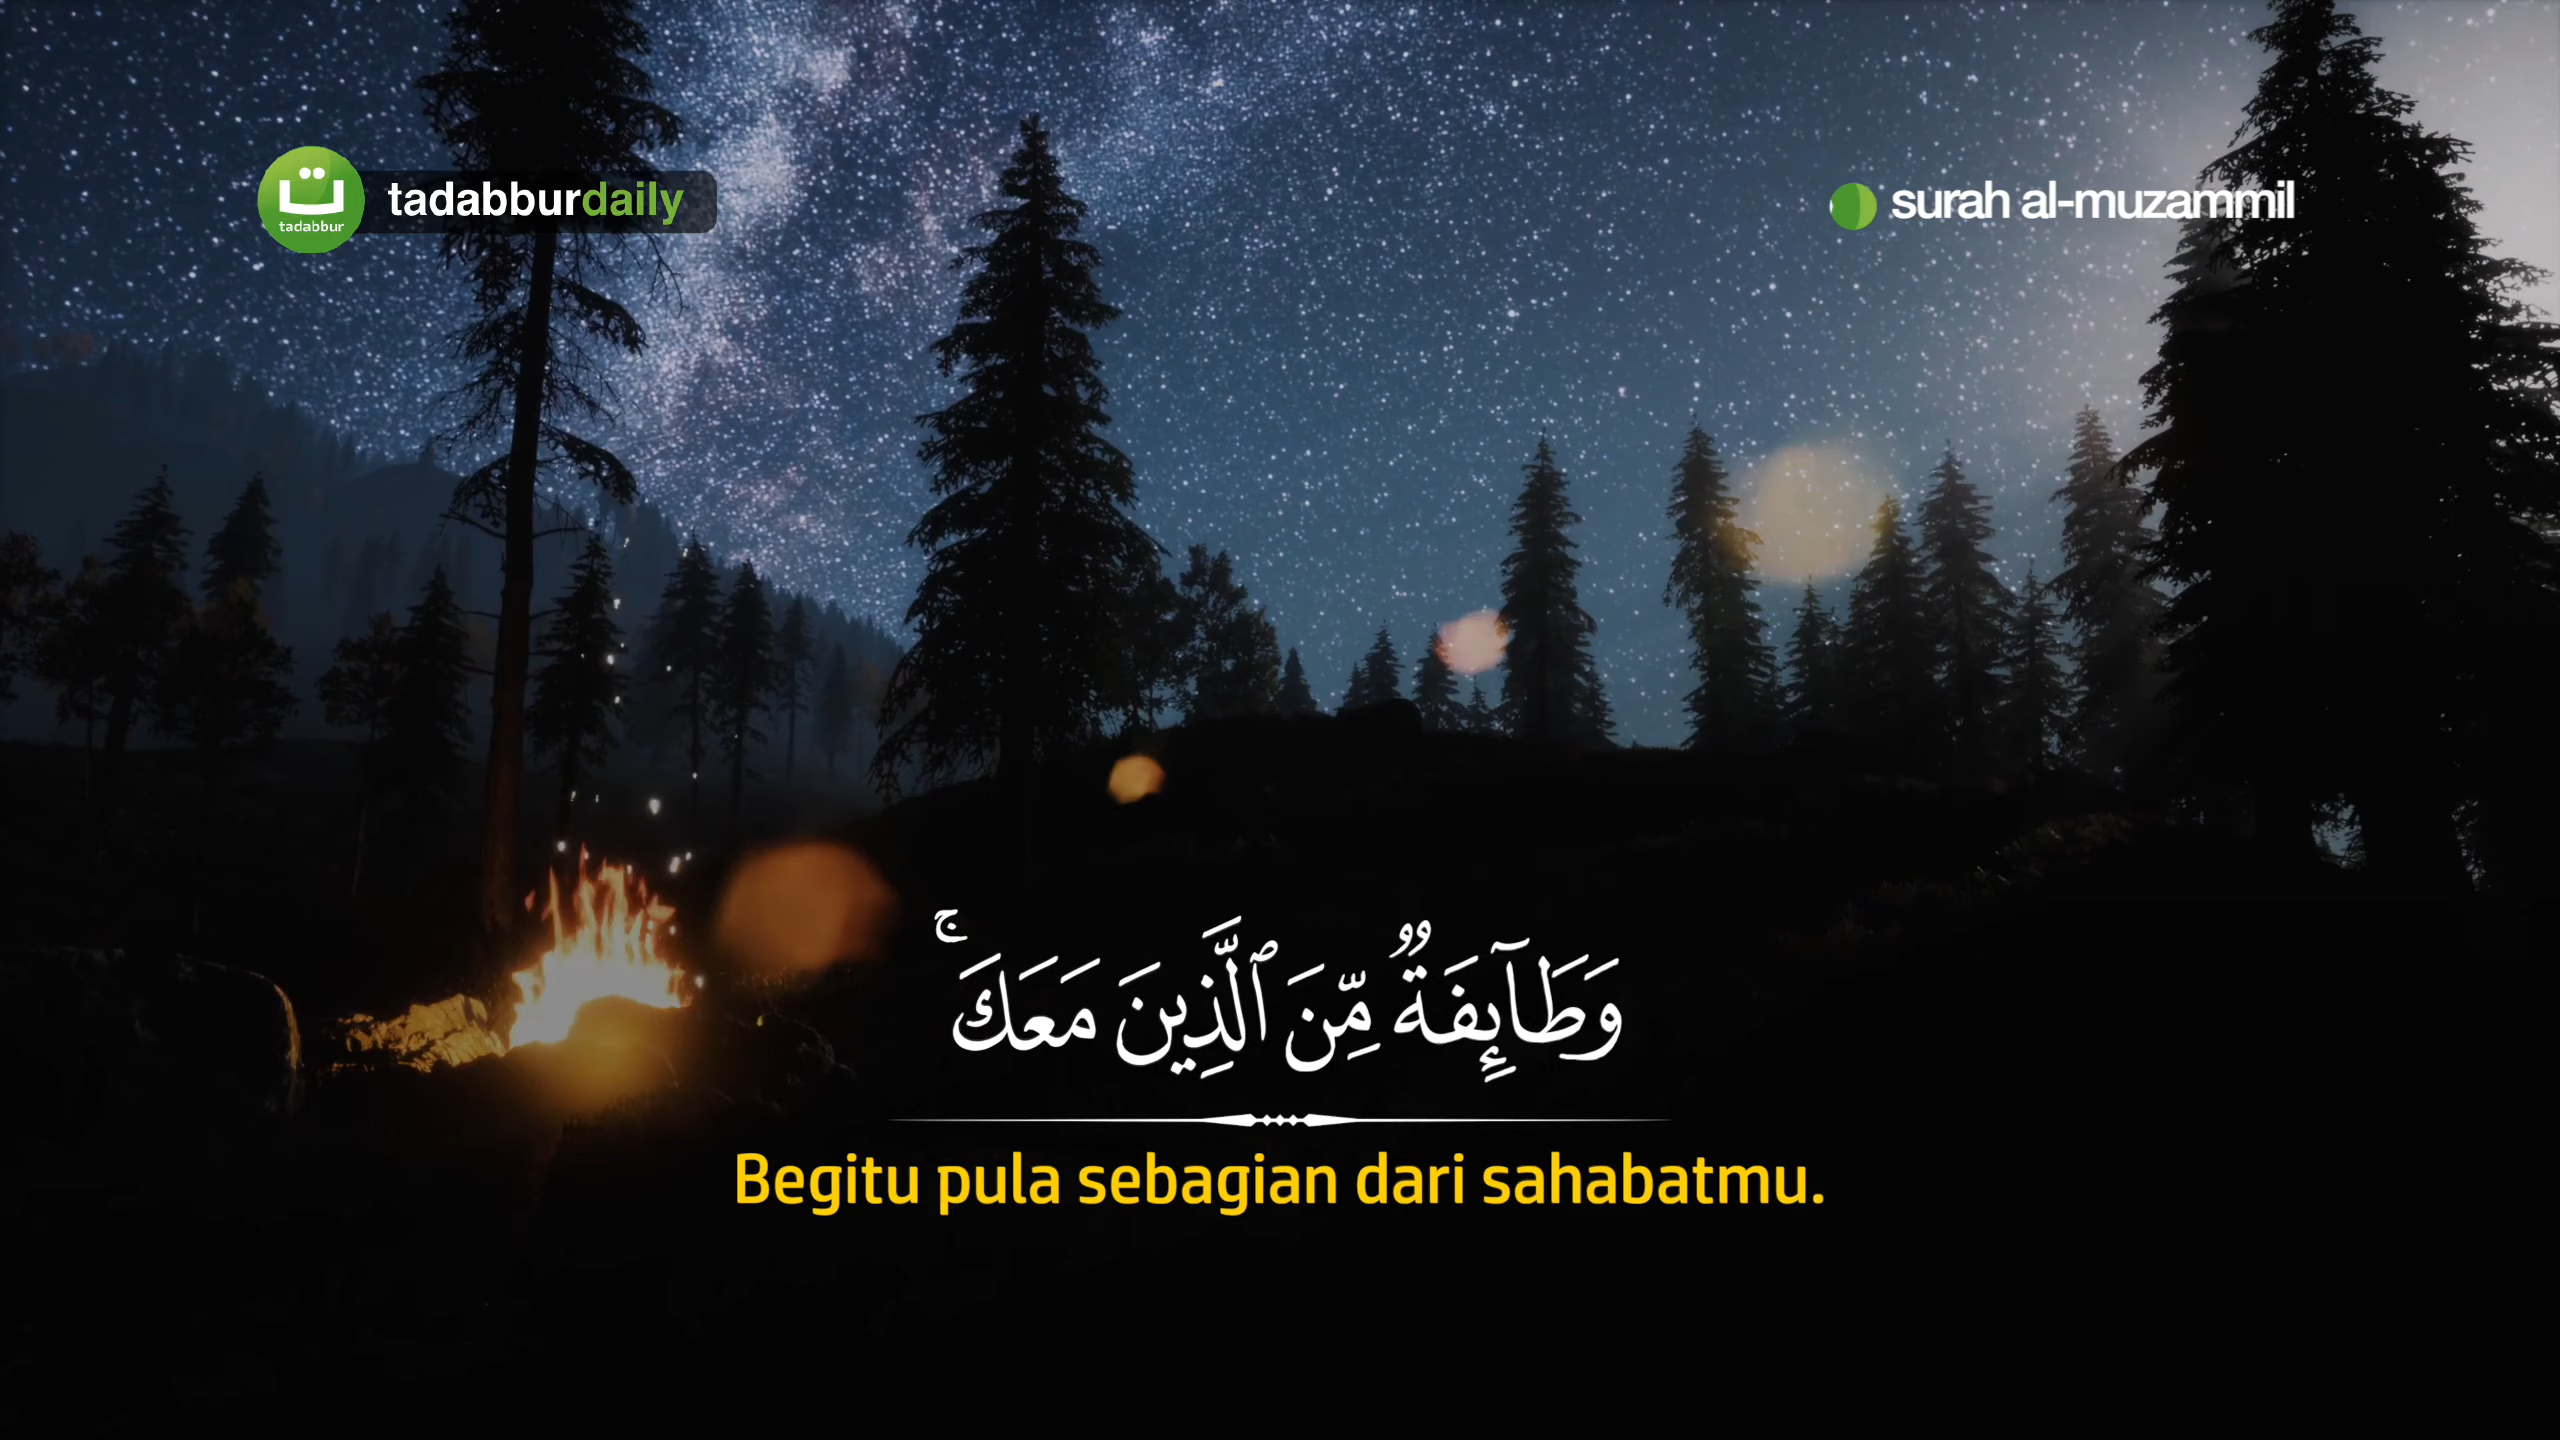 ت
tadabbur
tadabburdaily
surah al-muzammil
وَطَآئِفَةٌ مِّنَ ٱلَّذِينَ مَعَكَ ۚ
Begitu pula sebagian dari sahabatmu.